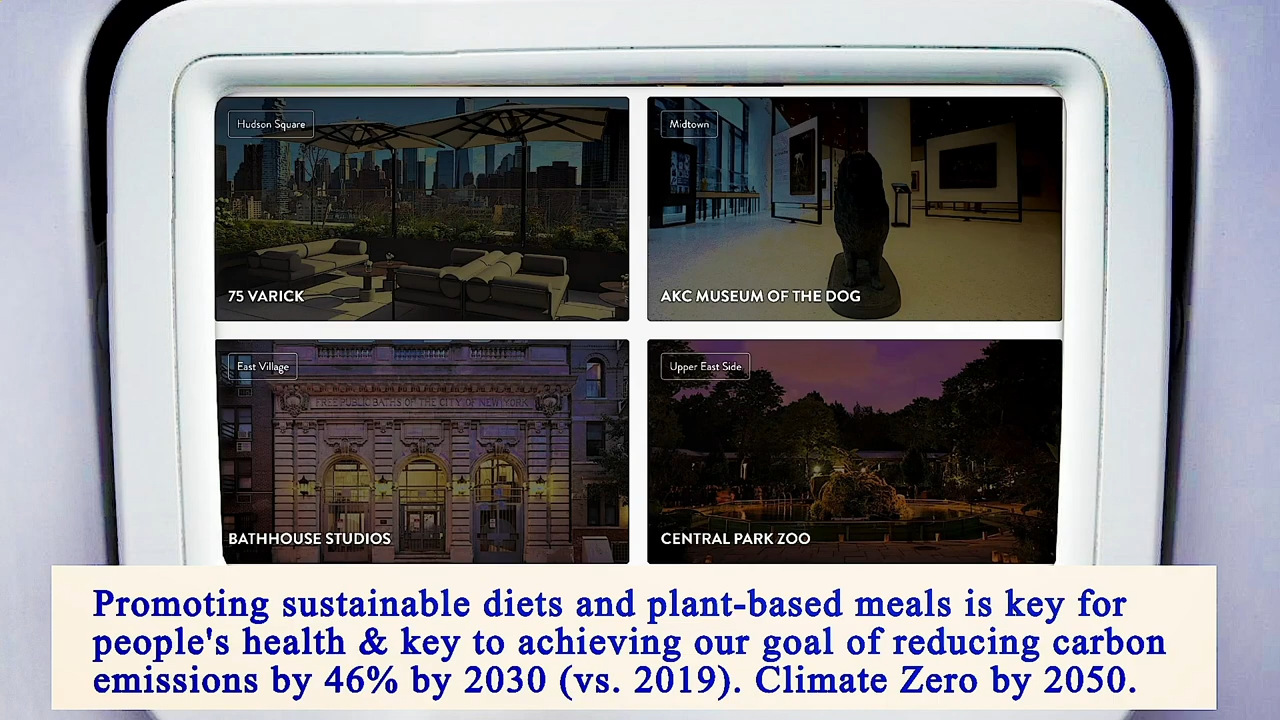 Hudson Square
75 VARICK
Midtown
AKC MUSEUM OF THE DOG
East Village
FREE PUBLIC BATHS OF THE CITY OF NEW YORK
BATHHOUSE STUDIOS
Upper East Side
CENTRAL PARK ZOO
Promoting sustainable diets and plant-based meals is key for
people's health & key to achieving our goal of reducing carbon
emissions by 46% by 2030 (vs. 2019). Climate Zero by 2050.